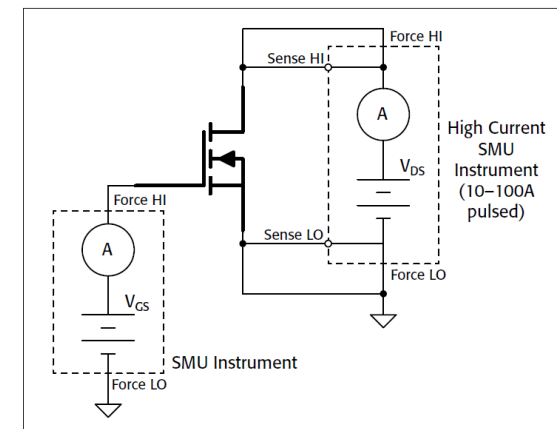 Force HI
Sense HI
A
High Current
SMU
Instrument
(10–100A
pulsed)
VDS
Force HI
Sense LO
A
Force LO
VGS
SMU Instrument
Force LO